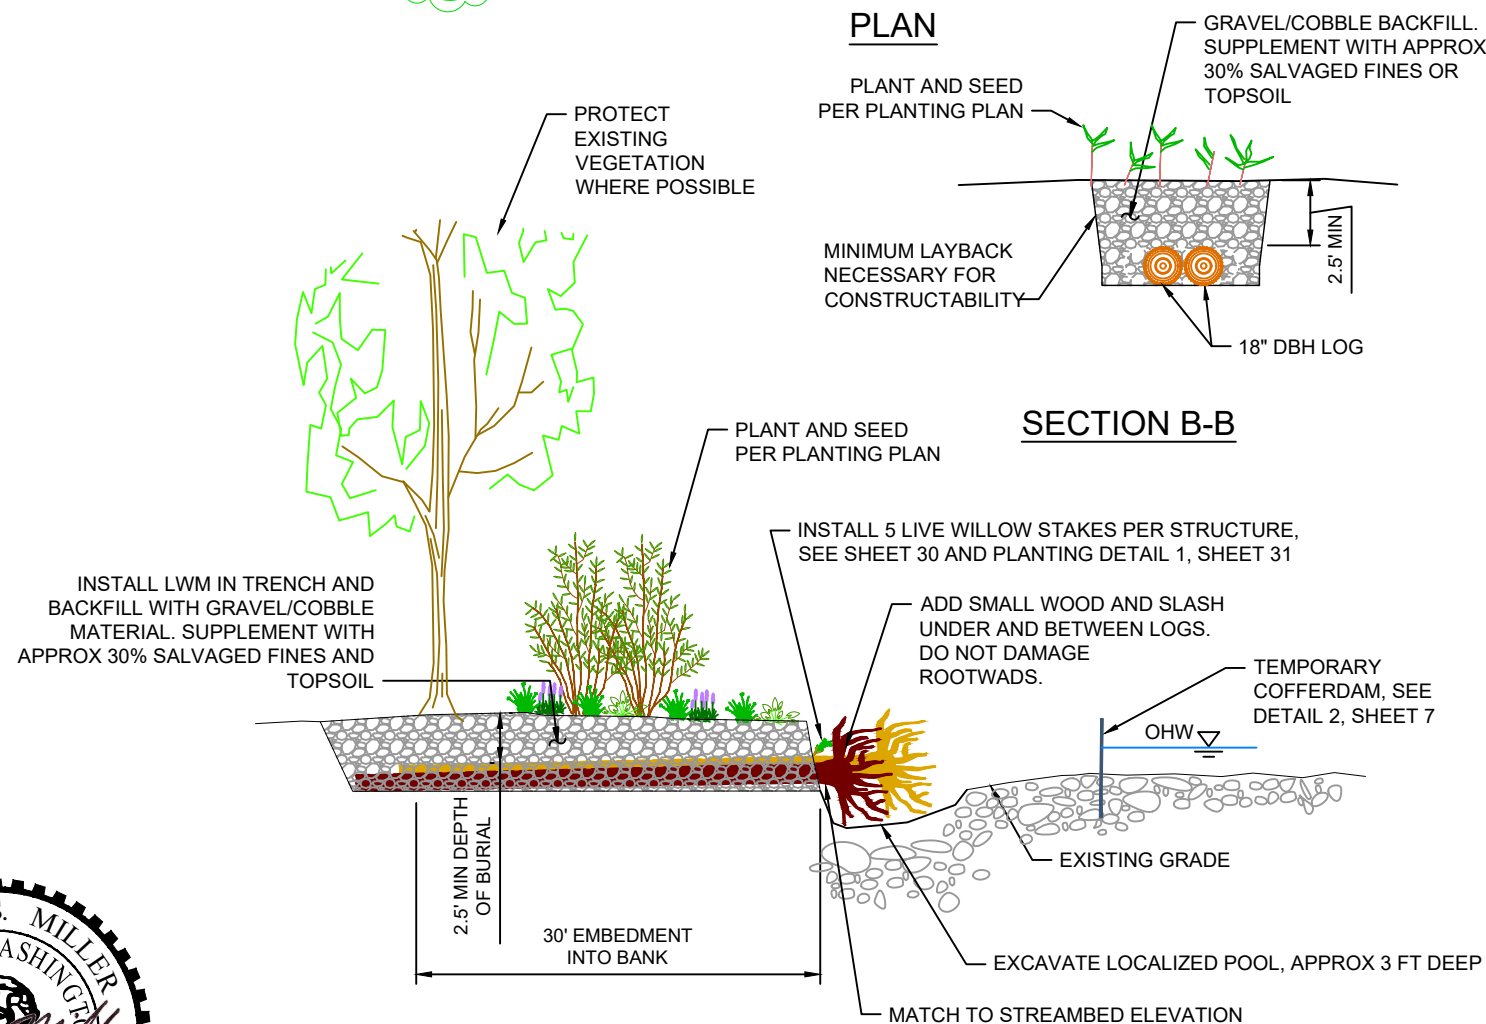 PLAN
GRAVEL/COBBLE BACKFILL.
SUPPLEMENT WITH APPROX
30% SALVAGED FINES OR
TOPSOIL
PLANT AND SEED
PER PLANTING PLAN
PROTECT
EXISTING
VEGETATION
WHERE POSSIBLE
MINIMUM LAYBACK
NECESSARY FOR
CONSTRUCTABILITY
2.5' MIN
18" DBH LOG
SECTION B-B
PLANT AND SEED
PER PLANTING PLAN
INSTALL 5 LIVE WILLOW STAKES PER STRUCTURE,
SEE SHEET 30 AND PLANTING DETAIL 1, SHEET 31
INSTALL LWM IN TRENCH AND
BACKFILL WITH GRAVEL/COBBLE
MATERIAL. SUPPLEMENT WITH
APPROX 30% SALVAGED FINES AND
TOPSOIL
ADD SMALL WOOD AND SLASH
UNDER AND BETWEEN LOGS.
DO NOT DAMAGE
ROOTWADS.
TEMPORARY
COFFERDAM, SEE
DETAIL 2, SHEET 7
OHW
2.5' MIN DEPTH
OF BURIAL
EXISTING GRADE
30' EMBEDMENT
INTO BANK
EXCAVATE LOCALIZED POOL, APPROX 3 FT DEEP
MATCH TO STREAMBED ELEVATION
MILLER